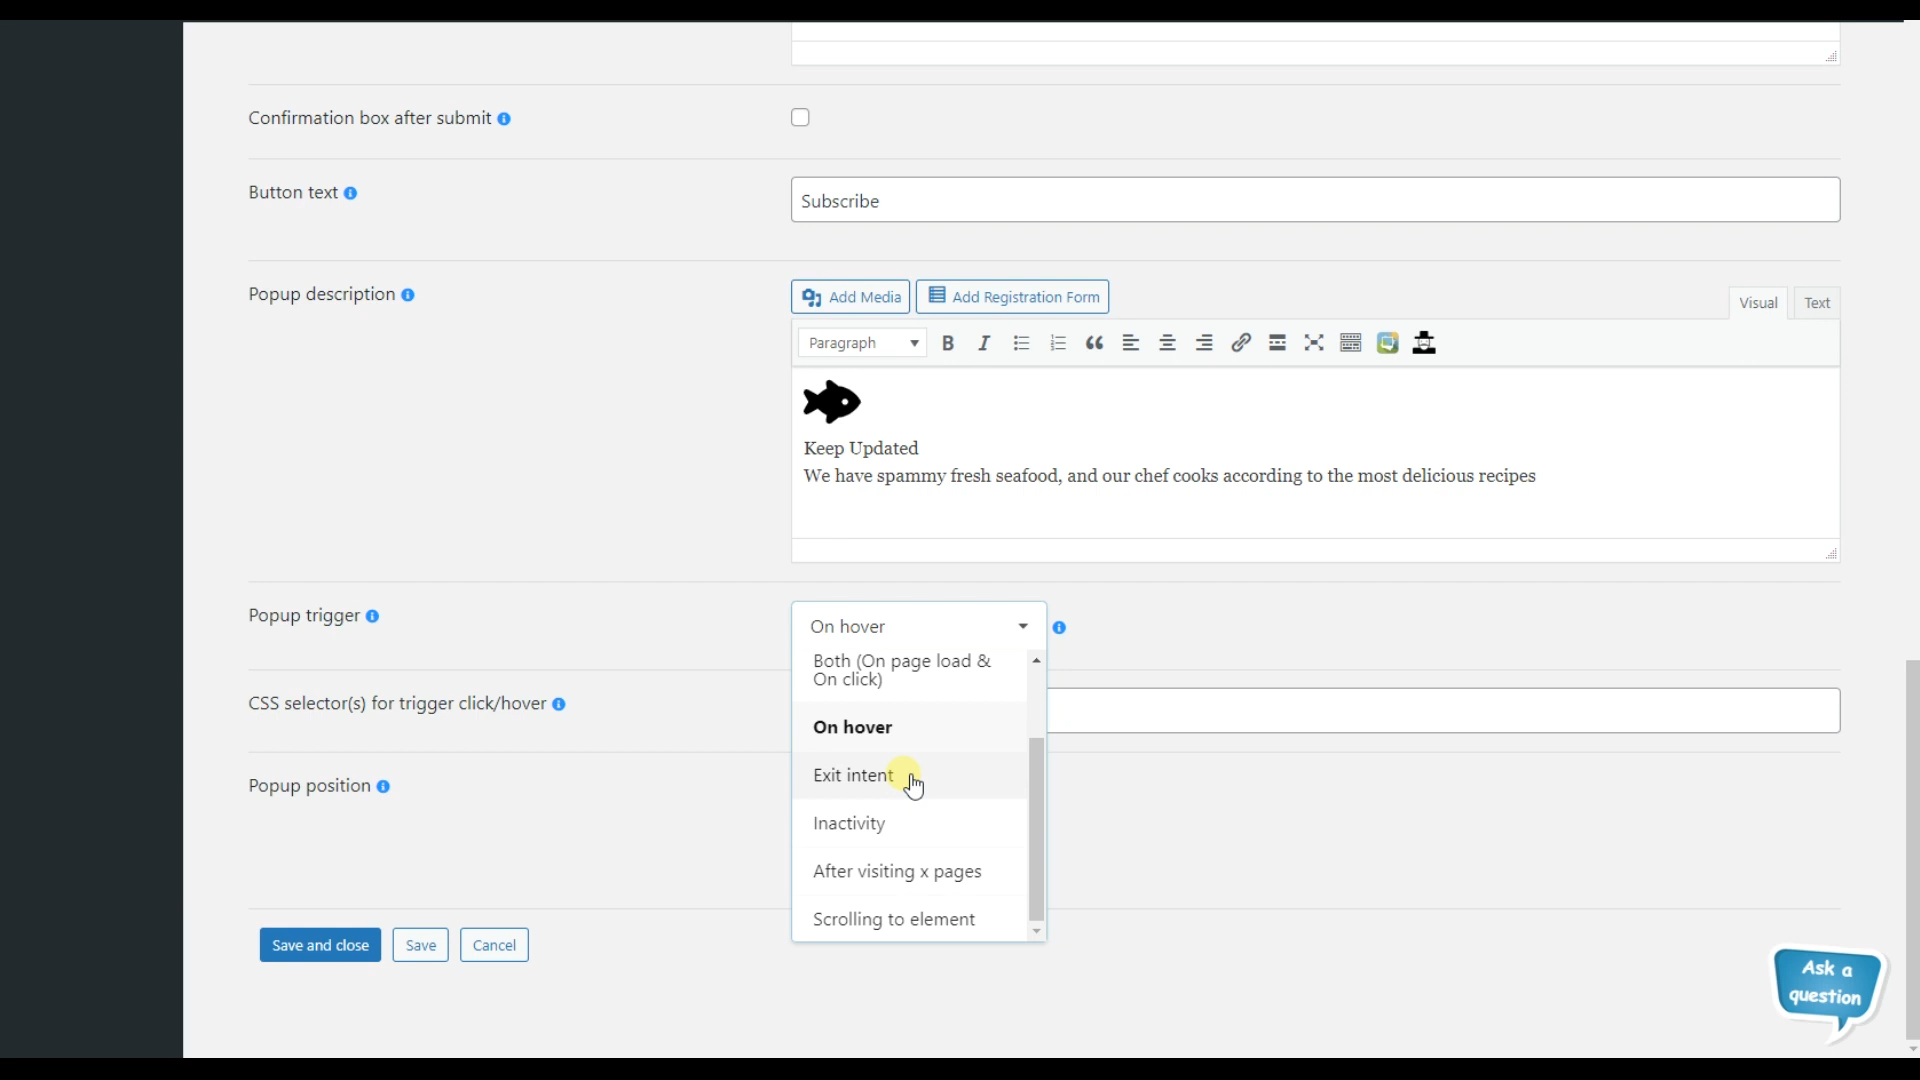 Confirmation box after submit
Button text
Subscribe
Popup description
Add Media
Add Registration Form
Visual
Text
Paragraph
Keep Updated
We have spammy fresh seafood, and our chef cooks according to the most delicious recipes
Popup trigger
On hover
Both (On page load &
On click)
CSS selector(s) for trigger click/hover
On hover
Exit intent
Popup position
Inactivity
After visiting x pages
Scrolling to element
Save and close
Save
Cancel
Ask a
question